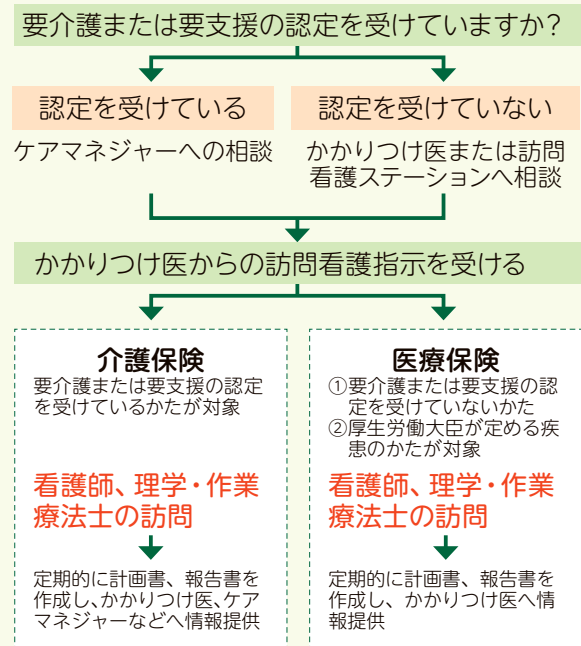 要介護または要支援の認定を受けていますか?
認定を受けている
認定を受けていない
ケアマネジャーへの相談
かかりつけ医または訪問
看護ステーションへ相談
かかりつけ医からの訪問看護指示を受ける
介護保険
要介護または要支援の認定
を受けているかたが対象
看護師、理学・作業
療法士の訪問
定期的に計画書、報告書を
作成し、かかりつけ医、ケア
マネジャーなどへ情報提供
医療保険
①要介護または要支援の認
定を受けていないかた
②厚生労働大臣が定める疾
患のかたが対象
看護師、理学・作業
療法士の訪問
定期的に計画書、報告書を
作成し、かかりつけ医へ情
報提供